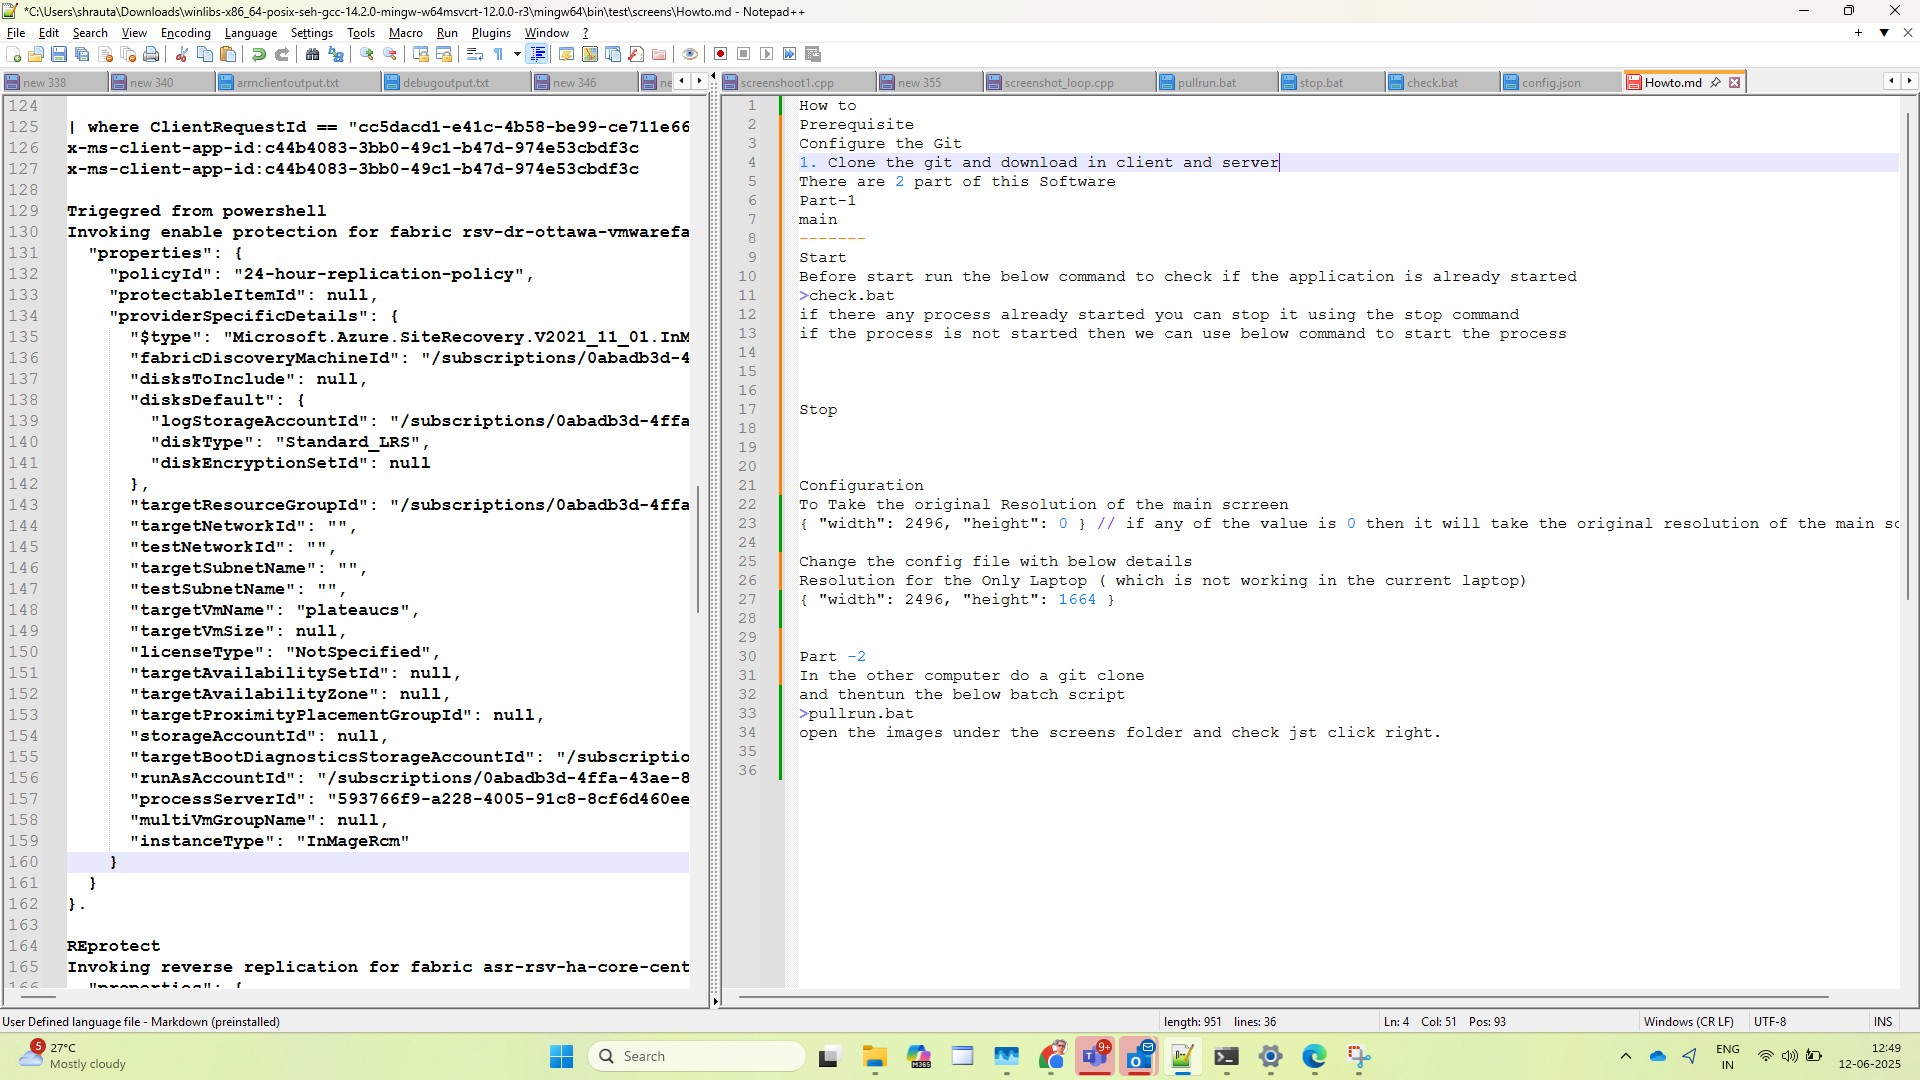 *C:\Users\shrauta\Downloads\winlibs-x86_64-posix-seh-gcc-14.2.0-mingw-w64msvcrt-12.0.0-r3\mingw64\bin\test\screens\Howto.md - Notepad++
File Edit Search View Encoding Language Settings Tools Macro Run Plugins Window ?
new 338 new 340 armclientoutput.txt debugoutput.txt new 346 ne screenshoot1.cpp new 355 screenshot_loop.cpp pullrun.bat stop.bat check.bat config.json Howto.md
124
125 | where ClientRequestId == "cc5dacd1-e41c-4b58-be99-ce711e66
126 x-ms-client-app-id:c44b4083-3bb0-49c1-b47d-974e53cbdf3c
127 x-ms-client-app-id:c44b4083-3bb0-49c1-b47d-974e53cbdf3c
128
129 Trigegred from powershell
130 Invoking enable protection for fabric rsv-dr-ottawa-vmwarefa
131 "properties": {
132 "policyId": "24-hour-replication-policy",
133 "protectableItemId": null,
134 "providerSpecificDetails": {
135 "$type": "Microsoft.Azure.SiteRecovery.V2021_11_01.InM
136 "fabricDiscoveryMachineId": "/subscriptions/0abadb3d-4
137 "disksToInclude": null,
138 "disksDefault": {
139 "logStorageAccountId": "/subscriptions/0abadb3d-4ffa
140 "diskType": "Standard_LRS",
141 "diskEncryptionSetId": null
142 },
143 "targetResourceGroupId": "/subscriptions/0abadb3d-4ffa
144 "targetNetworkId": "",
145 "testNetworkId": "",
146 "targetSubnetName": "",
147 "testSubnetName": "",
148 "targetVmName": "plateaucs",
149 "targetVmSize": null,
150 "licenseType": "NotSpecified",
151 "targetAvailabilitySetId": null,
152 "targetAvailabilityZone": null,
153 "targetProximityPlacementGroupId": null,
154 "storageAccountId": null,
155 "targetBootDiagnosticsStorageAccountId": "/subscriptio
156 "runAsAccountId": "/subscriptions/0abadb3d-4ffa-43ae-8
157 "processServerId": "593766f9-a228-4005-91c8-8cf6d460ee
158 "multiVmGroupName": null,
159 "instanceType": "InMageRcm"
160 }
161 }
162 }.
163
164 REprotect
165 Invoking reverse replication for fabric asr-rsv-ha-core-cent
166 "properties": {
1 How to
2 Prerequisite
3 Configure the Git
4 1. Clone the git and download in client and server
5 There are 2 part of this Software
6 Part-1
7 main
8 -------
9 Start
10 Before start run the below command to check if the application is already started
11 >check.bat
12 if there any process already started you can stop it using the stop command
13 if the process is not started then we can use below command to start the process
14
15
16
17 Stop
18
19
20
21 Configuration
22 To Take the original Resolution of the main scrreen
23 { "width": 2496, "height": 0 } // if any of the value is 0 then it will take the original resolution of the main sc
24
25 Change the config file with below details
26 Resolution for the Only Laptop ( which is not working in the current laptop)
27 { "width": 2496, "height": 1664 }
28
29
30 Part -2
31 In the other computer do a git clone
32 and thentun the below batch script
33 >pullrun.bat
34 open the images under the screens folder and check jst click right.
35
36
User Defined language file - Markdown (preinstalled) length: 951 lines: 36 Ln: 4 Col: 51 Pos: 93 Windows (CR LF) UTF-8 INS
5 27°C
Mostly cloudy
Search
M365
9+
ENG
IN
12:49
12-06-2025